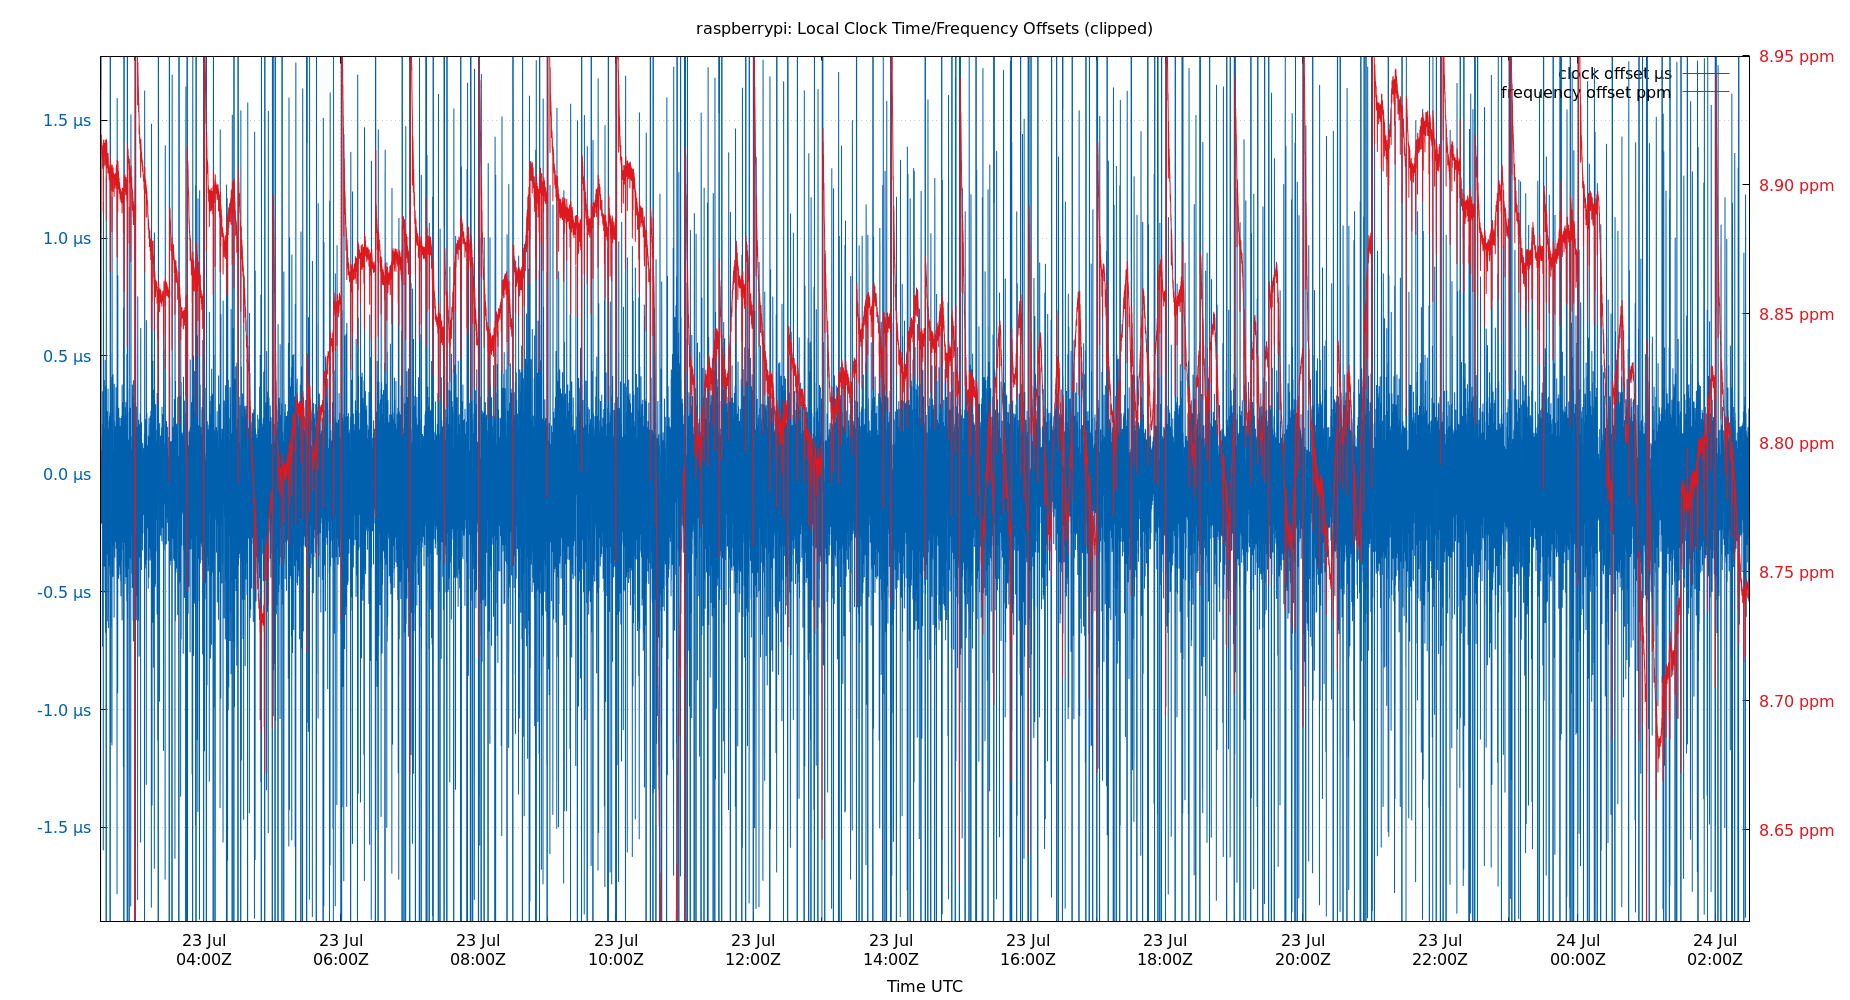 raspberrypi: Local Clock Time/Frequency Offsets (clipped)
8.95 ppm
clock offset µs
frequency offset ppm
1.5 µs
8.90 ppm
1.0 µs
8.85 ppm
0.5 µs
8.80 ppm
0.0 µs
8.75 ppm
-0.5 µs
8.70 ppm
-1.0 µs
-1.5 µs
8.65 ppm
23 Jul 23 Jul 23 Jul 23 Jul 23 Jul 23 Jul 23 Jul 23 Jul 23 Jul 23 Jul 24 Jul 24 Jul
04:00Z 06:00Z 08:00Z 10:00Z 12:00Z 14:00Z 16:00Z 18:00Z 20:00Z 22:00Z 00:00Z 02:00Z
Time UTC